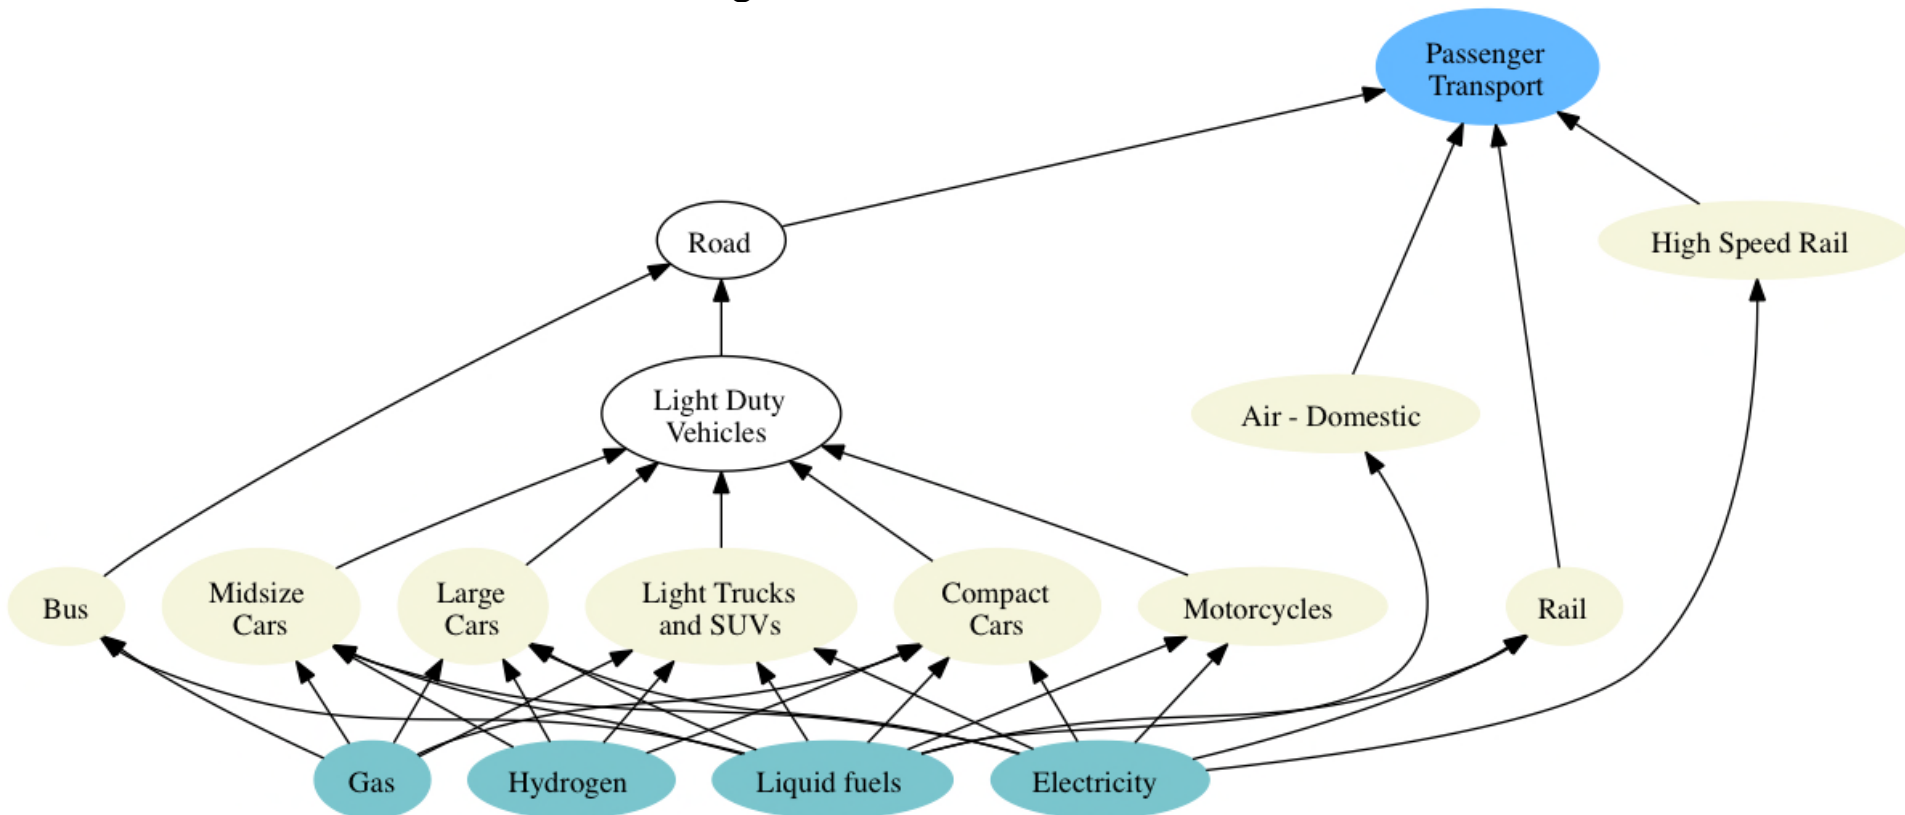 Passenger
Transport
Road
High Speed Rail
Light Duty
Vehicles
Air - Domestic
Bus
Midsize
Cars
Large
Cars
Light Trucks
and SUVs
Compact
Cars
Motorcycles
Rail
Gas
Hydrogen
Liquid fuels
Electricity